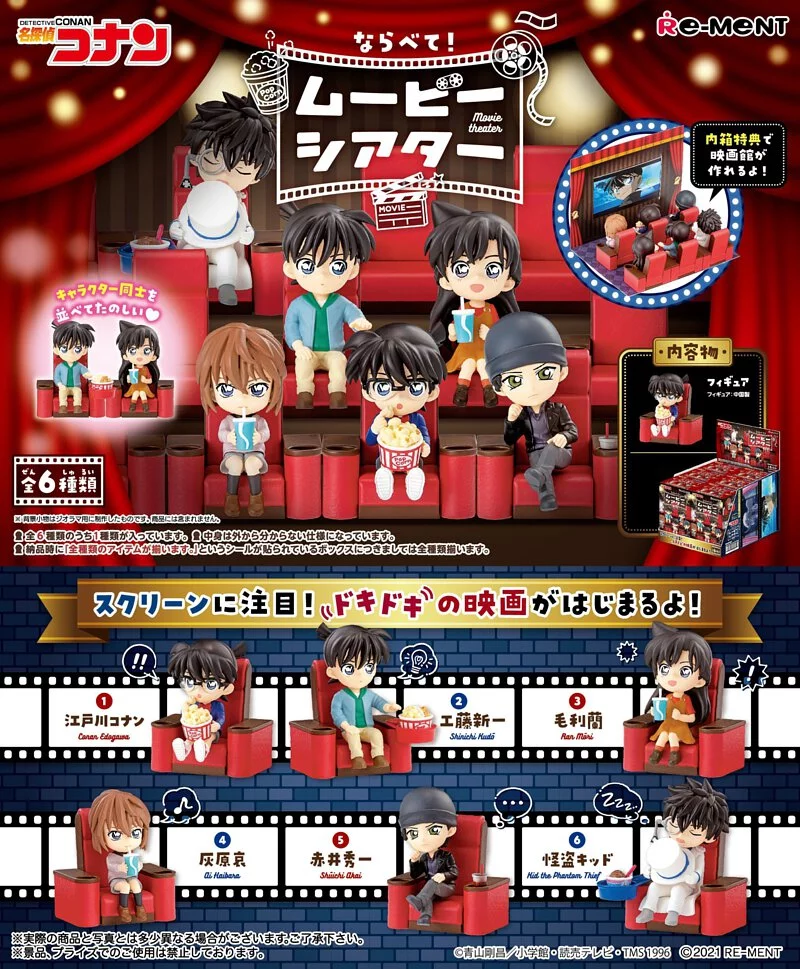 DETECTIVE CONAN
名探偵コナン
Re-MeNT
ならべて！
ムービー
シアター
Movie
theater
POP
CORN
MOVIE
内箱特典で
映画館が
作れるよ！
キャラクター同士を
並べてたのしい
内容物
フィギュア
フィギュア：中国製
POPCORN
ぜん しゅ るい
全6種類
※背景小物はジオラマ用に制作したものです。商品には含まれません。
全6種類のうち1種類が入っています。 中身は外から分からない仕様になっています。
納品時に「全種類のアイテムが揃います。」というシールが貼られているボックスにつきましては全種類揃います。
スクリーンに注目！ドキドキの映画がはじまるよ！
!!
1
江戸川コナン
Conan Edogawa
2
工藤新一
Shinichi Kudō
3
毛利蘭
Ran Mōri
!
♪
4
灰原哀
Ai Haibara
...
5
赤井秀一
Shūichi Akai
ZZZ...
6
怪盗キッド
Kid the Phantom Thief
※実際の商品と写真とは多少異なる場合がございます。ご了承下さい。
※景品、プライズでのご使用は禁止しております。
©青山剛昌／小学館・読売テレビ・TMS 1996 ©2021 RE-MENT